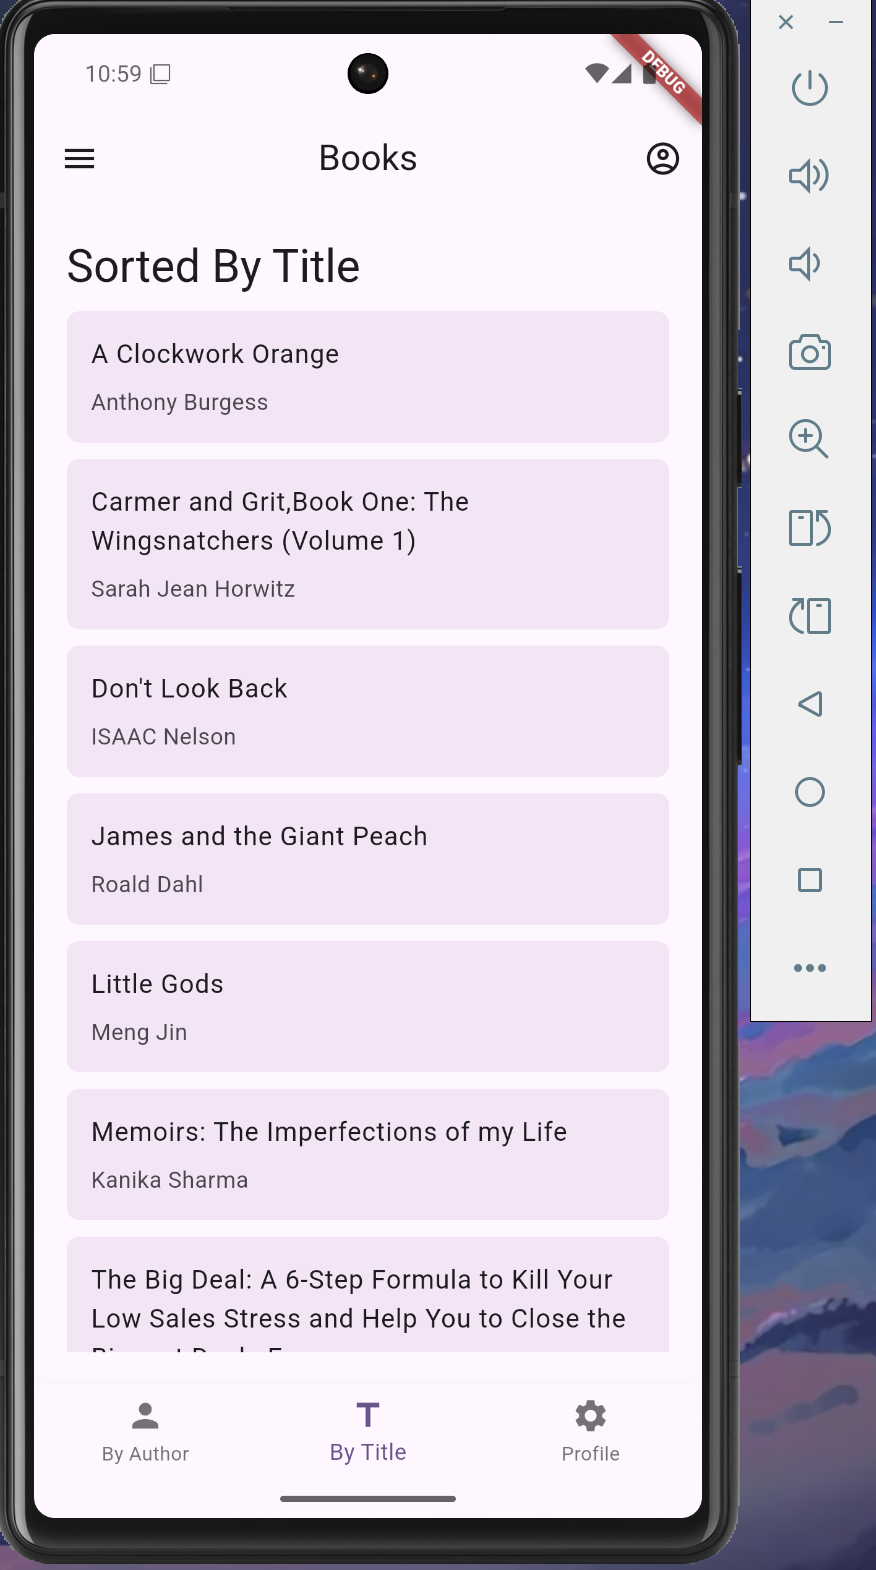 10:59
DEBUG
Books
Sorted By Title
A Clockwork Orange
Anthony Burgess
Carmer and Grit,Book One: The
Wingsnatchers (Volume 1)
Sarah Jean Horwitz
Don't Look Back
ISAAC Nelson
James and the Giant Peach
Roald Dahl
Little Gods
Meng Jin
Memoirs: The Imperfections of my Life
Kanika Sharma
The Big Deal: A 6-Step Formula to Kill Your
Low Sales Stress and Help You to Close the
By Author
By Title
Profile